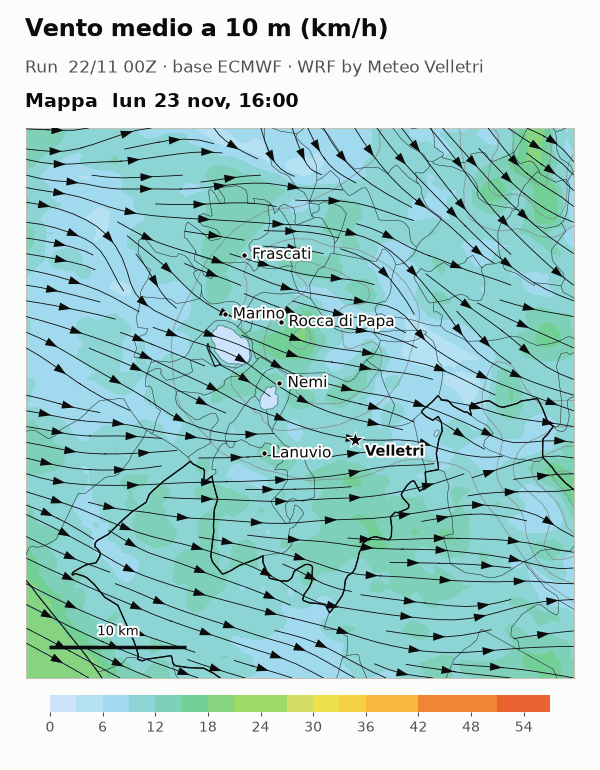 Vento medio a 10 m (km/h)
Run 22/11 00Z · base ECMWF · WRF by Meteo Velletri
Mappa lun 23 nov, 16:00
Frascati
Marino
Rocca di Papa
Nemi
Velletri
Lanuvio
10 km
0 6 12 18 24 30 36 42 48 54